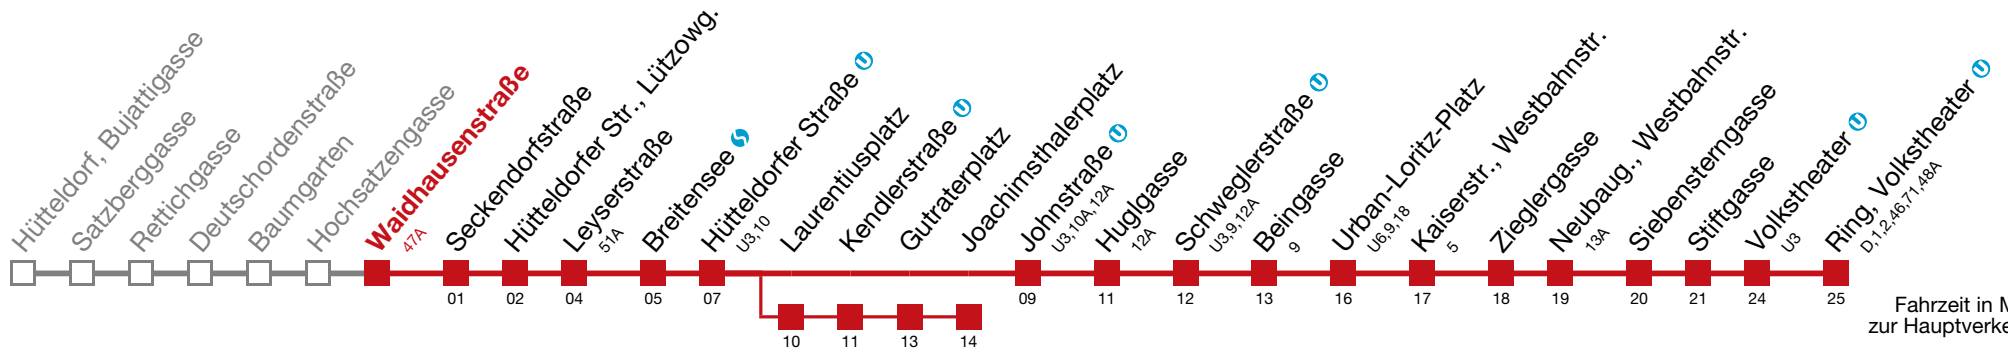 Hütteldorf, Bujattigasse
Satzberggasse
Rettichgasse
Deutschordenstraße
Baumgarten
Hochsatzengasse
Waidhausenstraße
47A
Seckendorfstraße
01
Hütteldorfer Str., Lützowg.
02
Leyserstraße
51A
04
Breitensee
05
Hütteldorfer Straße U
U3,10
07
Laurentiusplatz
10
Kendlerstraße U
11
Gutraterplatz
13
Joachimsthalerplatz
14
Johnstraße U
U3,10A,12A
09
Huglgasse
12A
11
Schweglerstraße U
U3,9,12A
12
Beingasse
9
13
Urban-Loritz-Platz
U6,9,18
16
Kaiserstr., Westbahnstr.
5
17
Zieglergasse
18
Neubaug., Westbahnstr.
13A
19
Siebensterngasse
20
Stiftgasse
21
Volkstheater U
U3
24
Ring, Volkstheater U
D,1,2,46,71,48A
25
Fahrzeit in M
zur Hauptverke